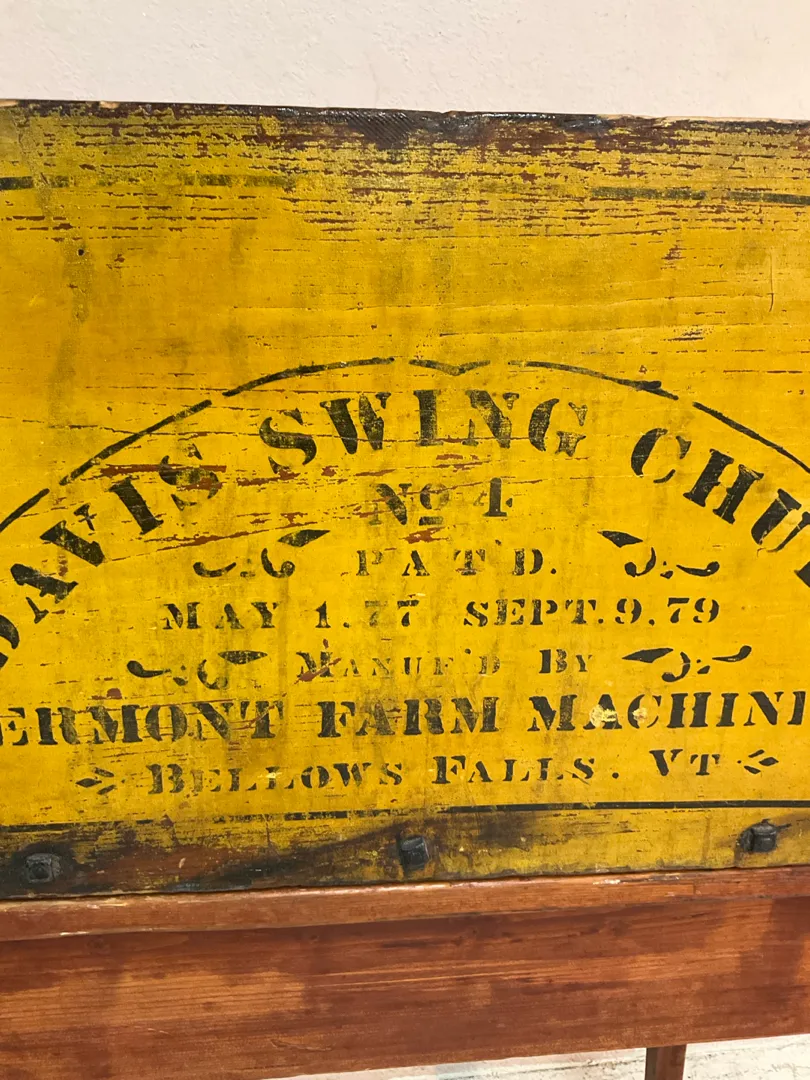 DAVIS SWING CHU
No 4
PAT'D.
MAY 1.77 SEPT.9.79
MANUF'D BY
ERMONT FARM MACHIN
BELLOWS FALLS. VT